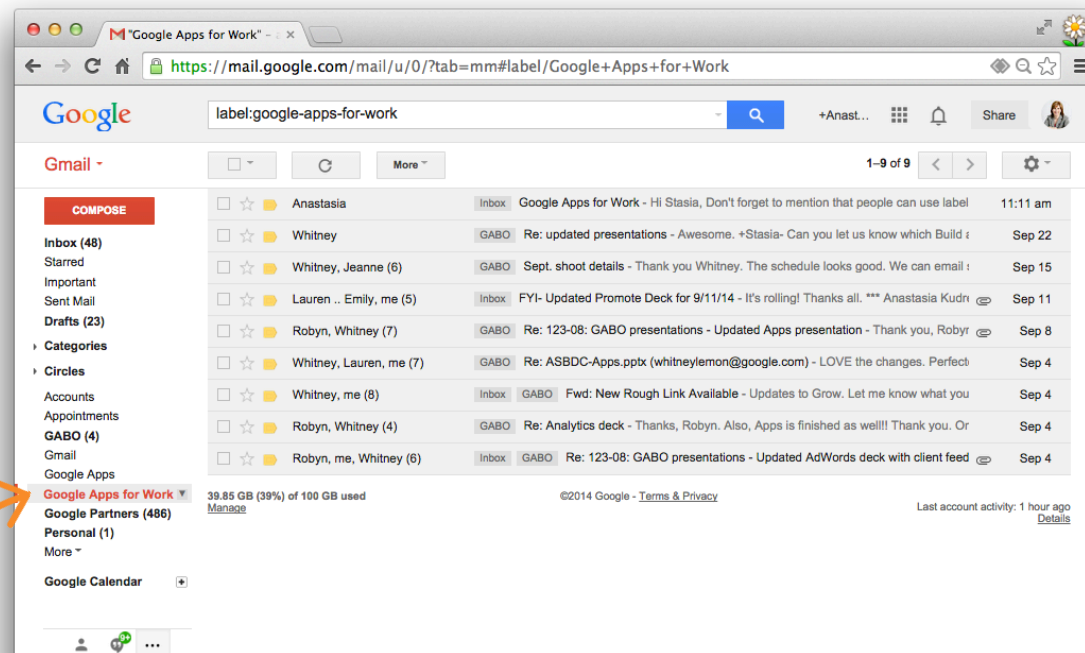 "Google Apps for Work" -
https://mail.google.com/mail/u/0/?tab=mm#label/Google+Apps+for+Work
Google
label:google-apps-for-work
+Anast...
Share
Gmail
More
1–9 of 9
COMPOSE
Inbox (48)
Starred
Important
Sent Mail
Drafts (23)
Categories
Circles
Accounts
Appointments
GABO (4)
Gmail
Google Apps
Google Apps for Work
Google Partners (486)
Personal (1)
More
Google Calendar
9+
Anastasia Inbox Google Apps for Work - Hi Stasia, Don't forget to mention that people can use label 11:11 am
Whitney GABO Re: updated presentations - Awesome. +Stasia- Can you let us know which Build Sep 22
Whitney, Jeanne (6) GABO Sept. shoot details - Thank you Whitney. The schedule looks good. We can email Sep 15
Lauren .. Emily, me (5) Inbox FYI- Updated Promote Deck for 9/11/14 - It's rolling! Thanks all. *** Anastasia Sep 11
Robyn, Whitney (7) GABO Re: 123-08: GABO presentations - Updated Apps presentation - Thank you, Sep 8
Whitney, Lauren, me (7) GABO Re: ASBDC-Apps.pptx (whitneylemon@google.com) - LOVE the changes. Sep 4
Whitney, me (8) Inbox GABO Fwd: New Rough Link Available - Updates to Grow. Let me know what you Sep 4
Robyn, Whitney (4) GABO Re: Analytics deck - Thanks, Robyn. Also, Apps is finished as well!! Thank you. Or Sep 4
Robyn, me, Whitney (6) Inbox GABO Re: 123-08: GABO presentations - Updated AdWords deck with client feed Sep 4
39.85 GB (39%) of 100 GB used
Manage
©2014 Google - Terms & Privacy
Last account activity: 1 hour ago
Details